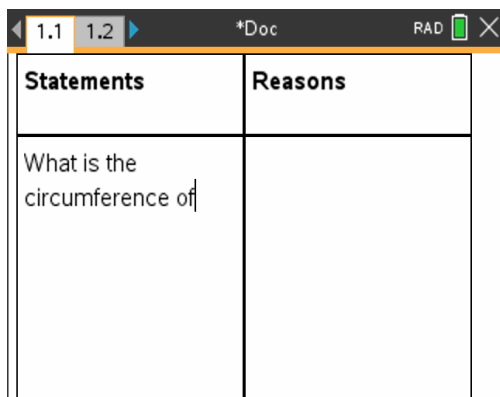 1.1 1.2 *Doc RAD
Statements Reasons
What is the
circumference of